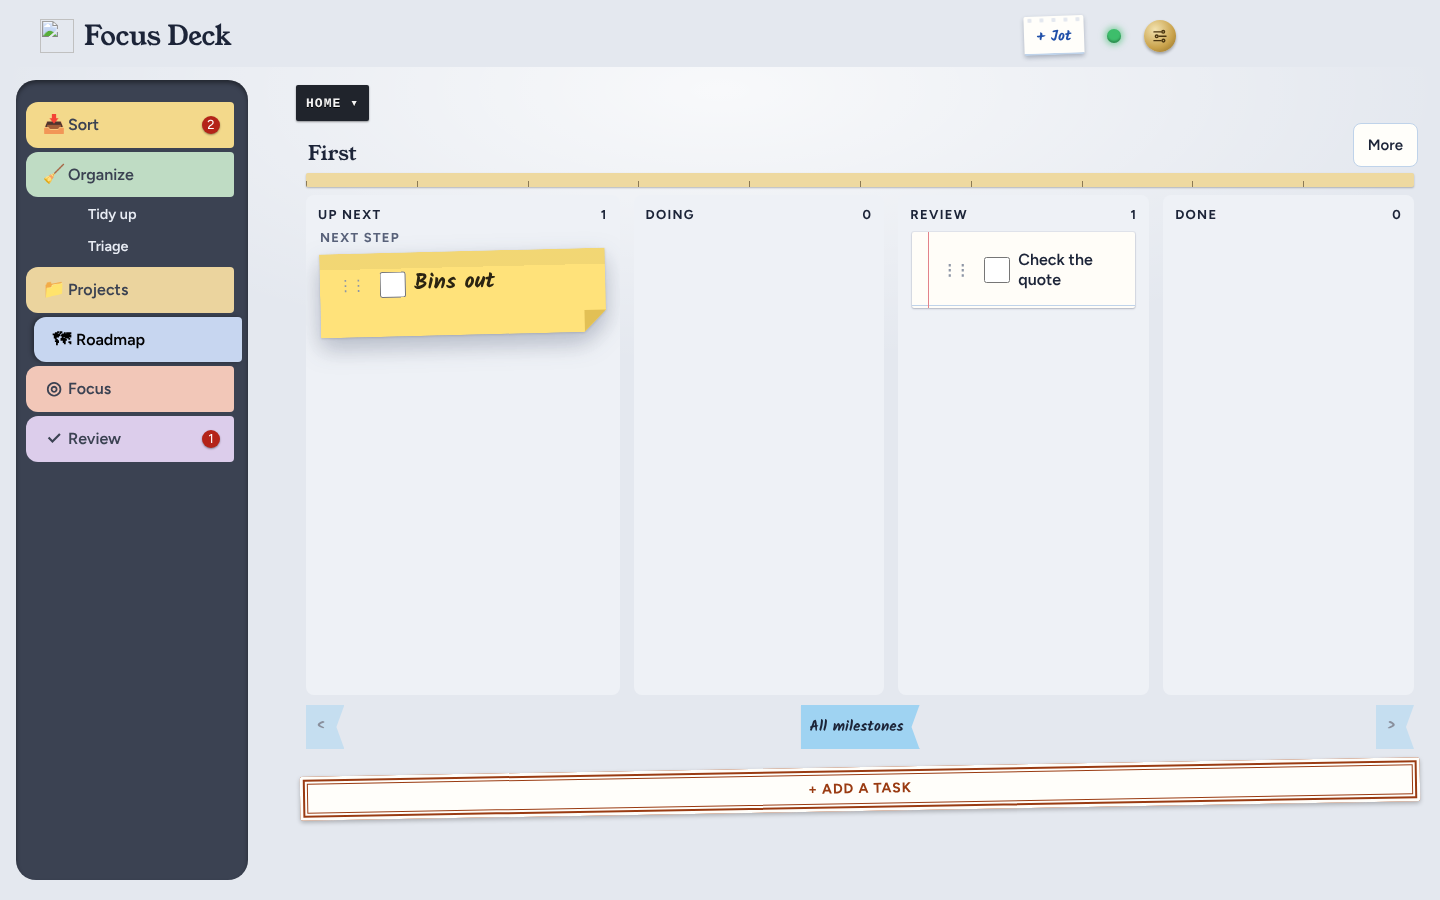 Focus Deck
+ Jot
Sort 2
Organize
Tidy up
Triage
Projects
Roadmap
Focus
Review 1
HOME ▾
First
More
UP NEXT 1
NEXT STEP
Bins out
DOING 0
REVIEW 1
Check the
quote
DONE 0
<
All milestones
>
+ ADD A TASK